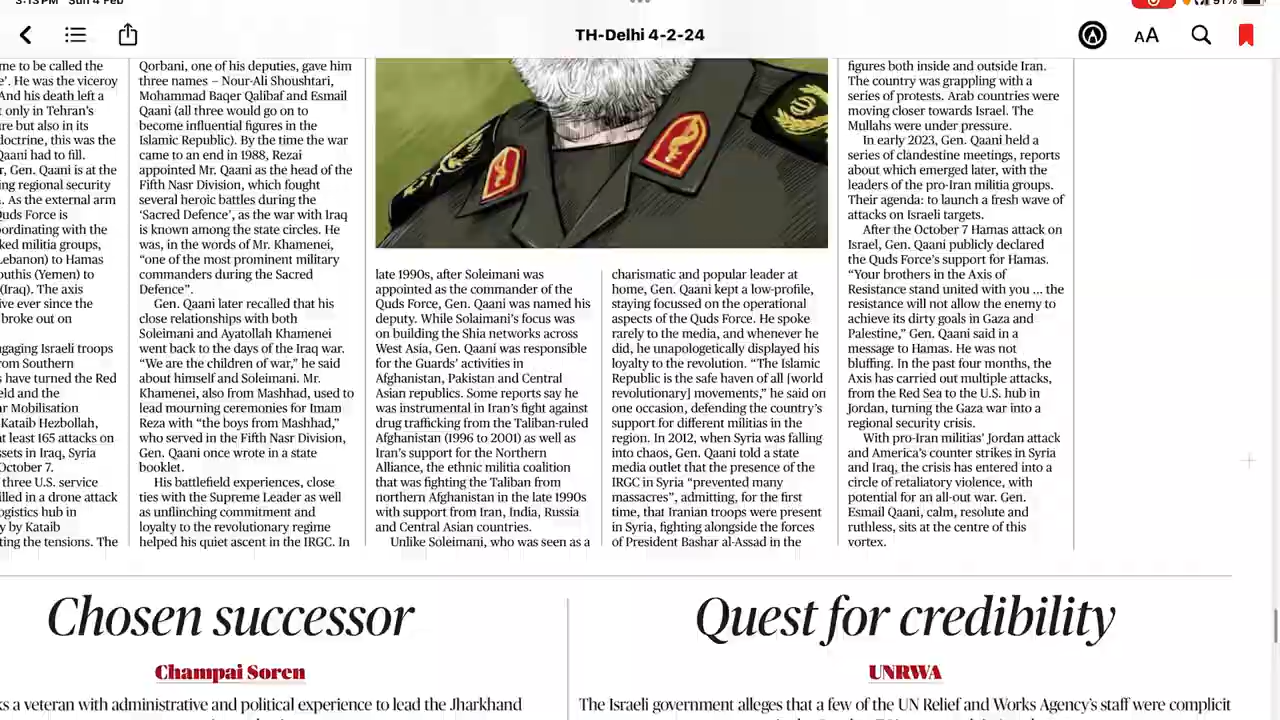 3:13 PM Sun 4 Feb
91%
TH-Delhi 4-2-24
AA
me to be called the
e’. He was the viceroy
And his death left a
t only in Tehran’s
re but also in its
doctrine, this was the
Qaani had to fill.
r, Gen. Qaani is at the
ing regional security
. As the external arm
Quds Force is
oordinating with the
ked militia groups,
Lebanon) to Hamas
outhis (Yemen) to
(Iraq). The axis
ive ever since the
broke out on
ngaging Israeli troops
rom Southern
s have turned the Red
eld and the
ar Mobilisation
Kataib Hezbollah,
at least 165 attacks on
ssets in Iraq, Syria
October 7.
three U.S. service
illed in a drone attack
ogistics hub in
y by Kataib
ting the tensions. The
Qorbani, one of his deputies, gave him
three names – Nour-Ali Shoushtari,
Mohammad Baqer Qalibaf and Esmail
Qaani (all three would go on to
become influential figures in the
Islamic Republic). By the time the war
came to an end in 1988, Rezai
appointed Mr. Qaani as the head of the
Fifth Nasr Division, which fought
several heroic battles during the
‘Sacred Defence’, as the war with Iraq
is known among the state circles. He
was, in the words of Mr. Khamenei,
“one of the most prominent military
commanders during the Sacred
Defence”.
Gen. Qaani later recalled that his
close relationships with both
Soleimani and Ayatollah Khamenei
went back to the days of the Iraq war.
“We are the children of war,” he said
about himself and Soleimani. Mr.
Khamenei, also from Mashhad, used to
lead mourning ceremonies for Imam
Reza with “the boys from Mashhad,”
who served in the Fifth Nasr Division,
Gen. Qaani once wrote in a state
booklet.
His battlefield experiences, close
ties with the Supreme Leader as well
as unflinching commitment and
loyalty to the revolutionary regime
helped his quiet ascent in the IRGC. In
late 1990s, after Soleimani was
appointed as the commander of the
Quds Force, Gen. Qaani was named his
deputy. While Solaimani’s focus was
on building the Shia networks across
West Asia, Gen. Qaani was responsible
for the Guards’ activities in
Afghanistan, Pakistan and Central
Asian republics. Some reports say he
was instrumental in Iran’s fight against
drug trafficking from the Taliban-ruled
Afghanistan (1996 to 2001) as well as
Iran’s support for the Northern
Alliance, the ethnic militia coalition
that was fighting the Taliban from
northern Afghanistan in the late 1990s
with support from Iran, India, Russia
and Central Asian countries.
Unlike Soleimani, who was seen as a
charismatic and popular leader at
home, Gen. Qaani kept a low-profile,
staying focussed on the operational
aspects of the Quds Force. He spoke
rarely to the media, and whenever he
did, he unapologetically displayed his
loyalty to the revolution. “The Islamic
Republic is the safe haven of all [world
revolutionary] movements,” he said on
one occasion, defending the country’s
support for different militias in the
region. In 2012, when Syria was falling
into chaos, Gen. Qaani told a state
media outlet that the presence of the
IRGC in Syria “prevented many
massacres”, admitting, for the first
time, that Iranian troops were present
in Syria, fighting alongside the forces
of President Bashar al-Assad in the
figures both inside and outside Iran.
The country was grappling with a
series of protests. Arab countries were
moving closer towards Israel. The
Mullahs were under pressure.
In early 2023, Gen. Qaani held a
series of clandestine meetings, reports
about which emerged later, with the
leaders of the pro-Iran militia groups.
Their agenda: to launch a fresh wave of
attacks on Israeli targets.
After the October 7 Hamas attack on
Israel, Gen. Qaani publicly declared
the Quds Force’s support for Hamas.
“Your brothers in the Axis of
Resistance stand united with you ... the
resistance will not allow the enemy to
achieve its dirty goals in Gaza and
Palestine,” Gen. Qaani said in a
message to Hamas. He was not
bluffing. In the past four months, the
Axis has carried out multiple attacks,
from the Red Sea to the U.S. hub in
Jordan, turning the Gaza war into a
regional security crisis.
With pro-Iran militias’ Jordan attack
and America’s counter strikes in Syria
and Iraq, the crisis has entered into a
circle of retaliatory violence, with
potential for an all-out war. Gen.
Esmail Qaani, calm, resolute and
ruthless, sits at the centre of this
vortex.
Chosen successor
Champai Soren
ks a veteran with administrative and political experience to lead the Jharkhand
Quest for credibility
UNRWA
The Israeli government alleges that a few of the UN Relief and Works Agency’s staff were complicit